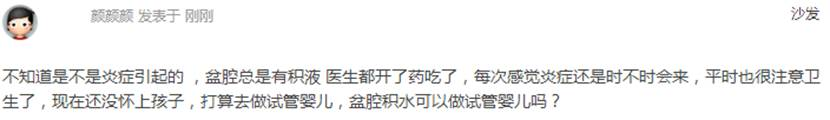 颜颜颜 发表于 刚刚
沙发
不知道是不是炎症引起的 ，盆腔总是有积液 医生都开了药吃了，每次感觉炎症还是时不时会来，平时也很注意卫
生了，现在还没怀上孩子，打算去做试管婴儿，盆腔积水可以做试管婴儿吗？